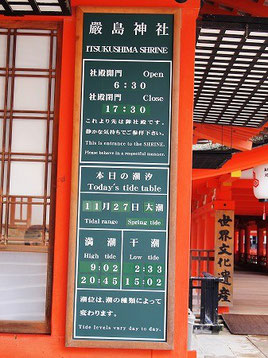 嚴島神社
ITSUKUSHIMA SHRINE
社殿開門 Open
6:30
社殿閉門 Close
17:30
これより先は御社殿です。
静かな気持ちでご参拝下さい。
This is entrance to the SHRINE.
Please behave in a respectful manner.
本日の潮汐
Today's tide table
11月27日 大潮
Tidal range Spring tide
満潮 干潮
High tide Low tide
9:02 2:33
20:45 15:02
潮位は、潮の種類によって
変わります。
Tide levels vary day to day.
世界文化遺産